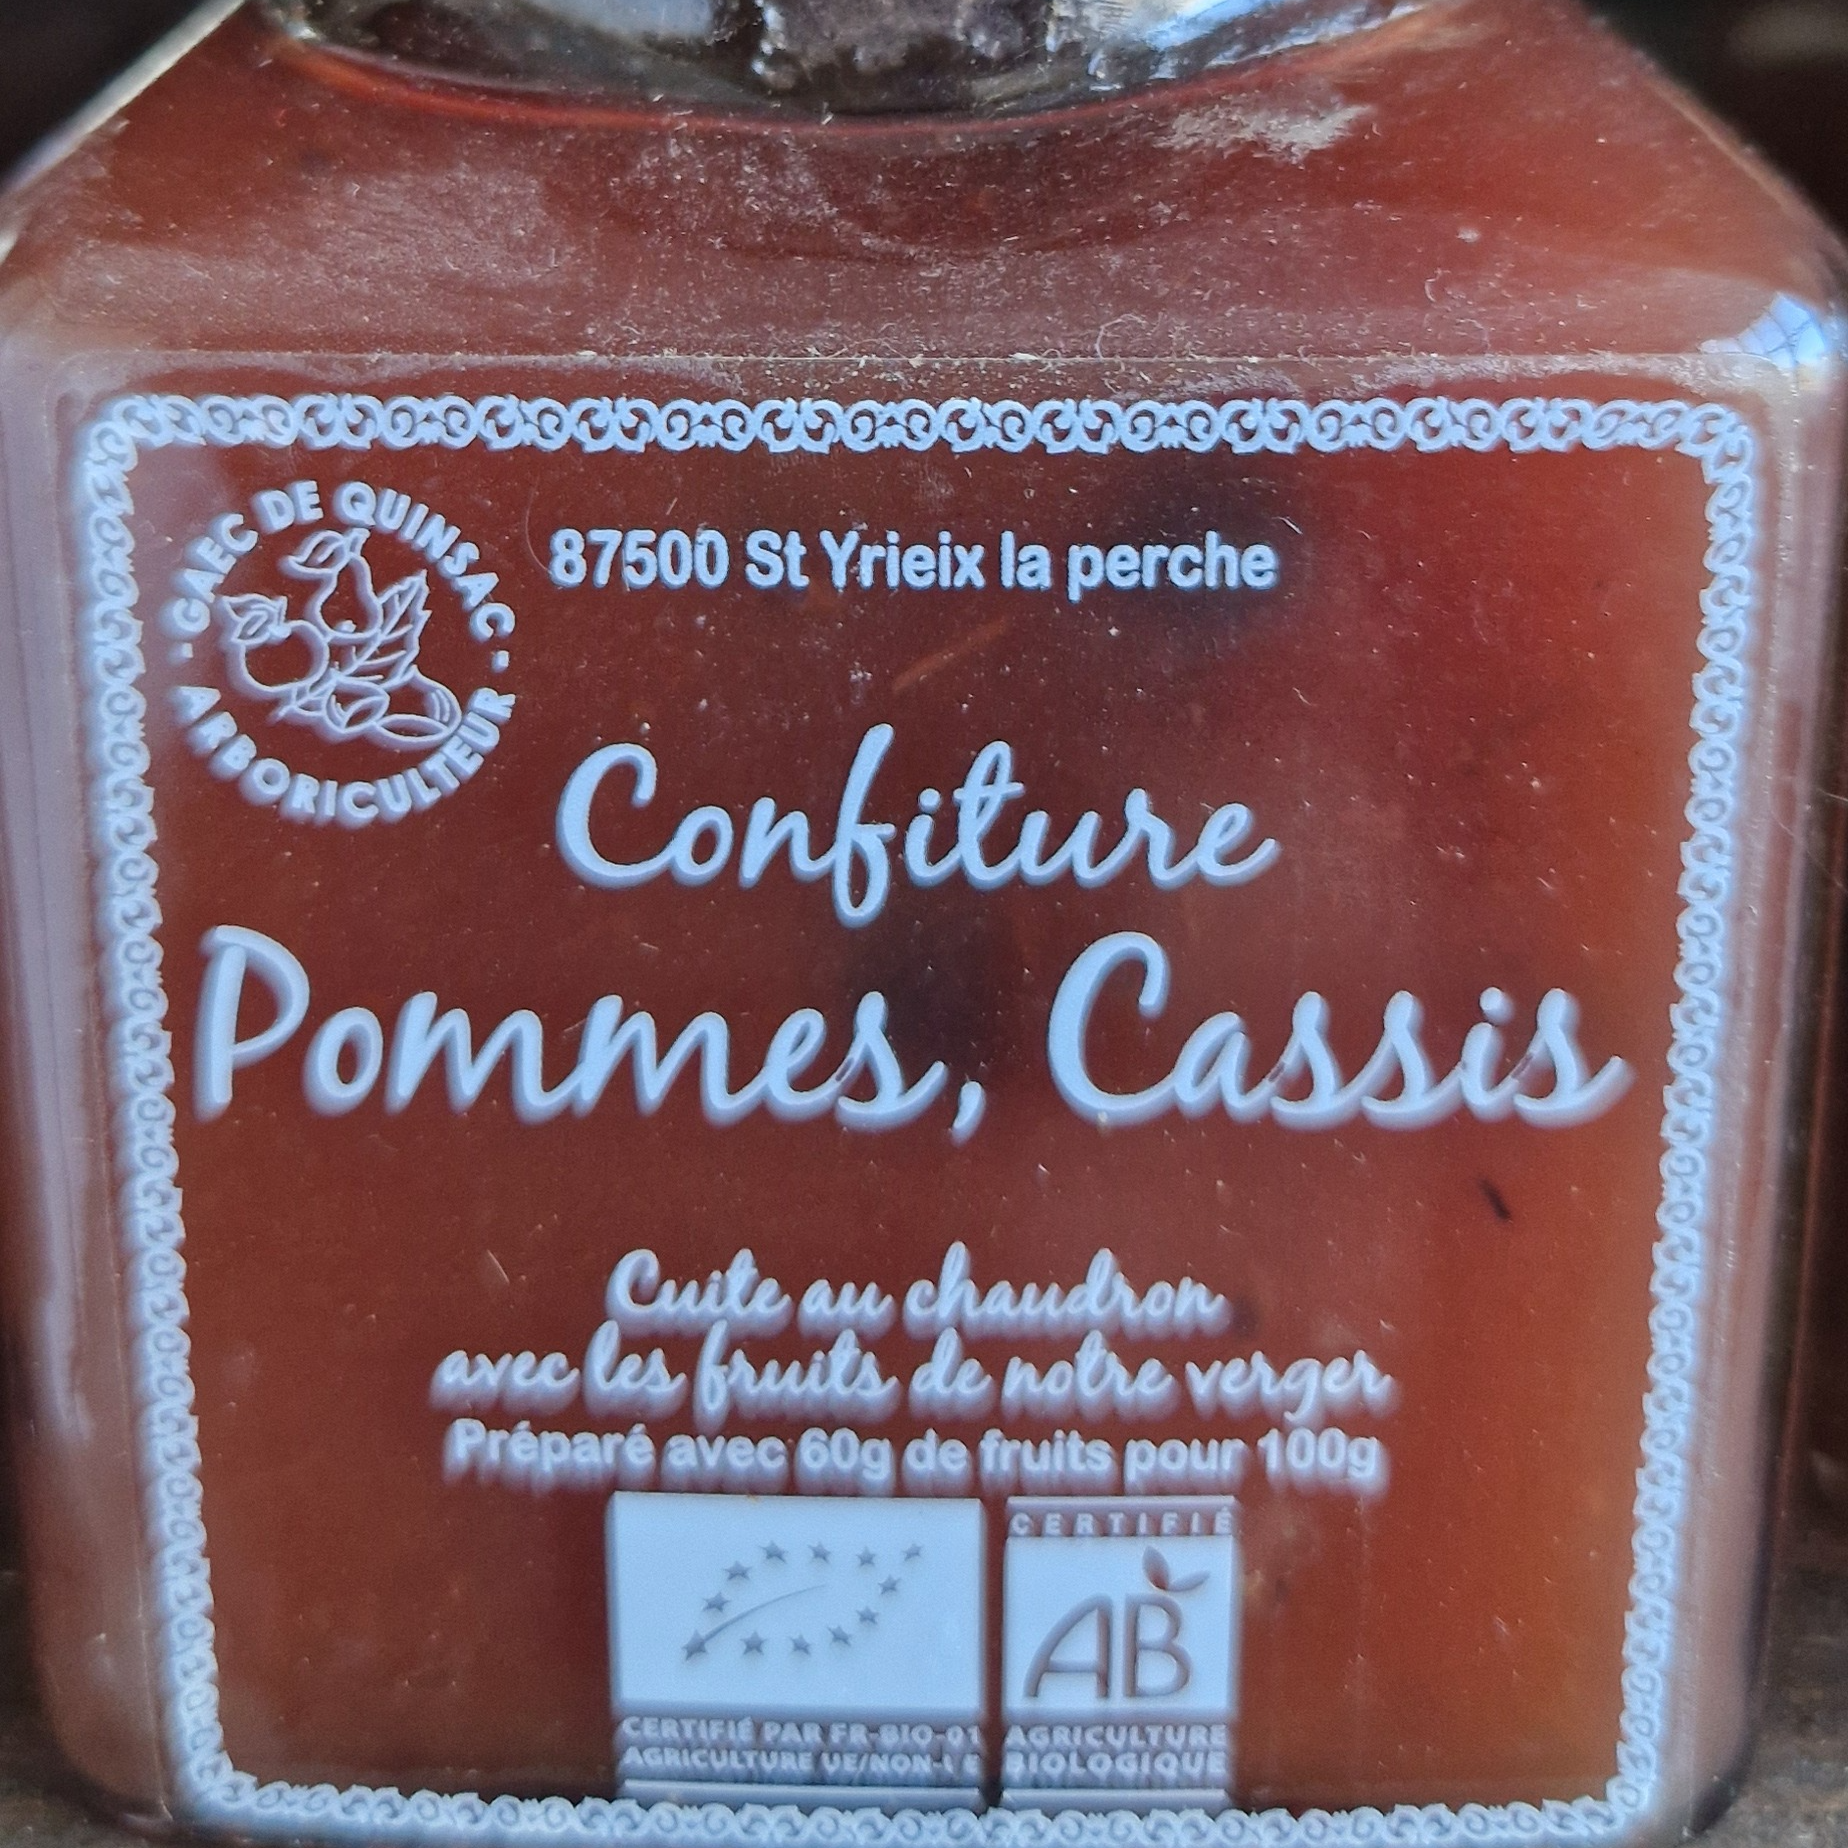 - GAEC DE QUINSAC -
ARBORICULTEUR
87500 St Yrieix la perche
Confiture
Pommes, Cassis
Cuite au chaudron
avec les fruits de notre verger
Préparé avec 60g de fruits pour 100g
CERTIFIÉ PAR FR-BIO-01
AGRICULTURE UE/NON-UE
CERTIFIÉ
AB
AGRICULTURE
BIOLOGIQUE